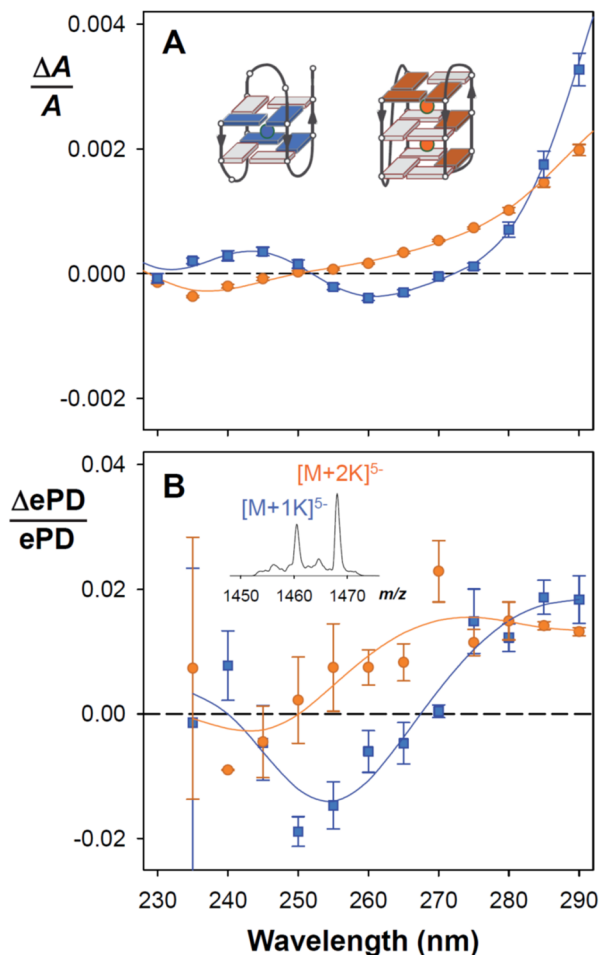 A
ΔA
A
0.004
0.002
0.000
-0.002
B
ΔePD
ePD
[M+2K]5-
[M+1K]5-
1450 1460 1470 m/z
0.04
0.02
0.00
-0.02
230 240 250 260 270 280 290
Wavelength (nm)